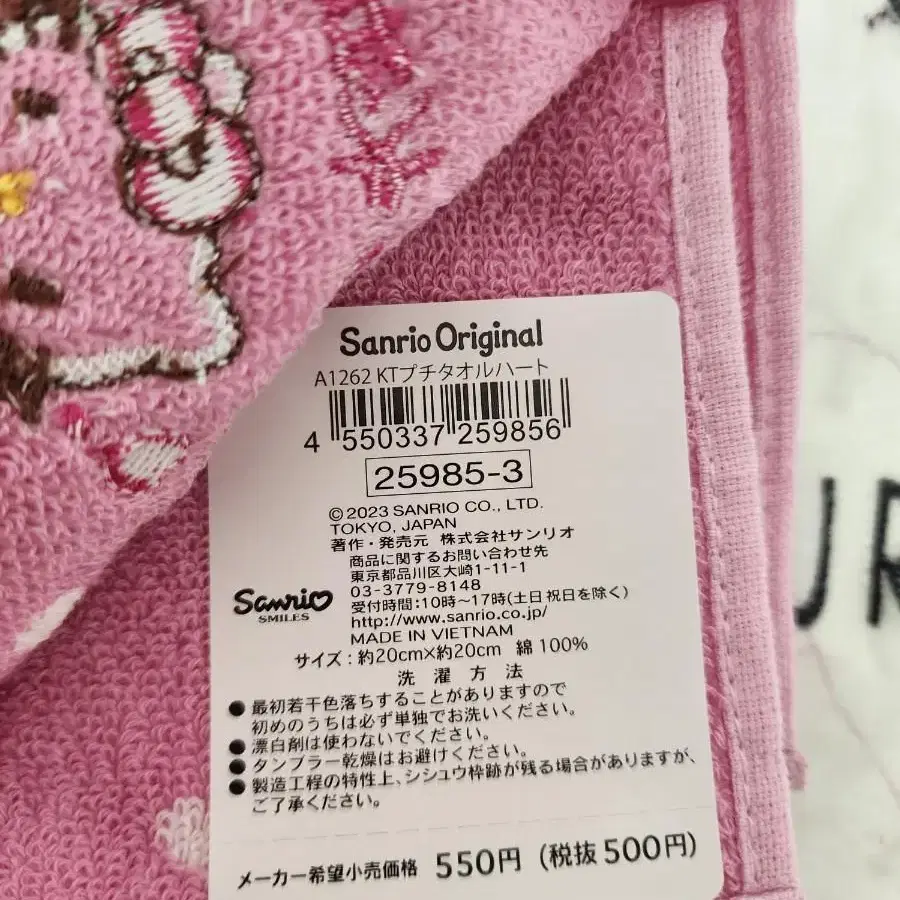 Sanrio Original
A1262 KTプチタオルハート
4 550337 259856
25985-3
©2023 SANRIO CO., LTD.
TOKYO, JAPAN
著作・発売元 株式会社サンリオ
商品に関するお問い合わせ先
東京都品川区大崎1-11-1
03-3779-8148
受付時間：10時～17時(土日祝日を除く)
http://www.sanrio.co.jp/
MADE IN VIETNAM
Sanrio
SMILES
サイズ：約20cm×約20cm 綿 100%
洗濯方法
●最初若干色落ちすることがありますので
初めのうちは必ず単独でお洗いください。
●漂白剤は使わないでください。
●タンブラー乾燥はお避けください。
●製造工程の特性上、シシュウ枠跡が残る場合がありますが、
ご了承ください。
メーカー希望小売価格 550円 (税抜500円)
UR